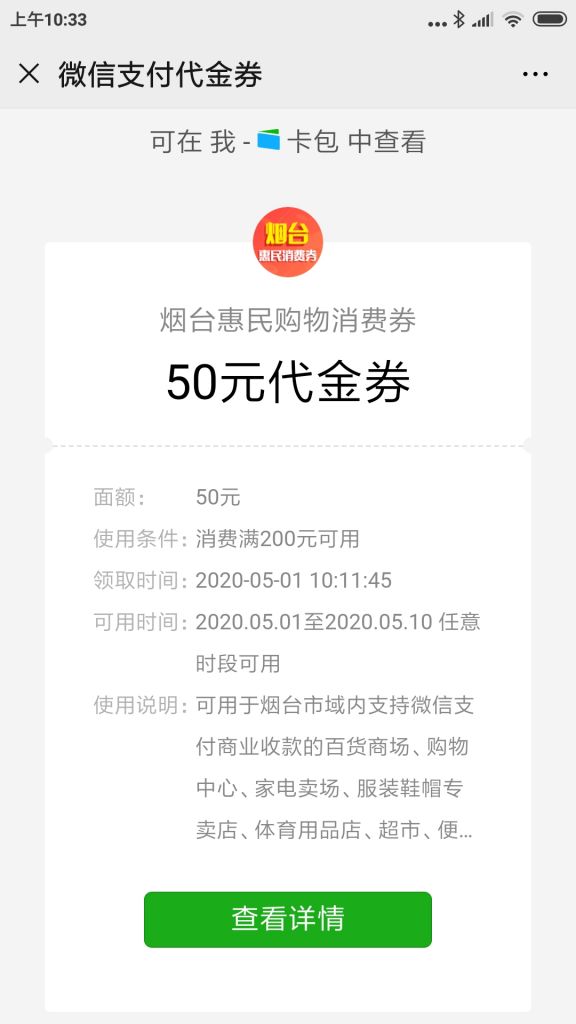 上午10:33
微信支付代金券
可在 我 - 卡包 中查看
烟台
惠民消费券
烟台惠民购物消费券
50元代金券
面额： 50元
使用条件：消费满200元可用
领取时间：2020-05-01 10:11:45
可用时间：2020.05.01至2020.05.10 任意
时段可用
使用说明：可用于烟台市域内支持微信支
付商业收款的百货商场、购物
中心、家电卖场、服装鞋帽专
卖店、体育用品店、超市、便...
查看详情